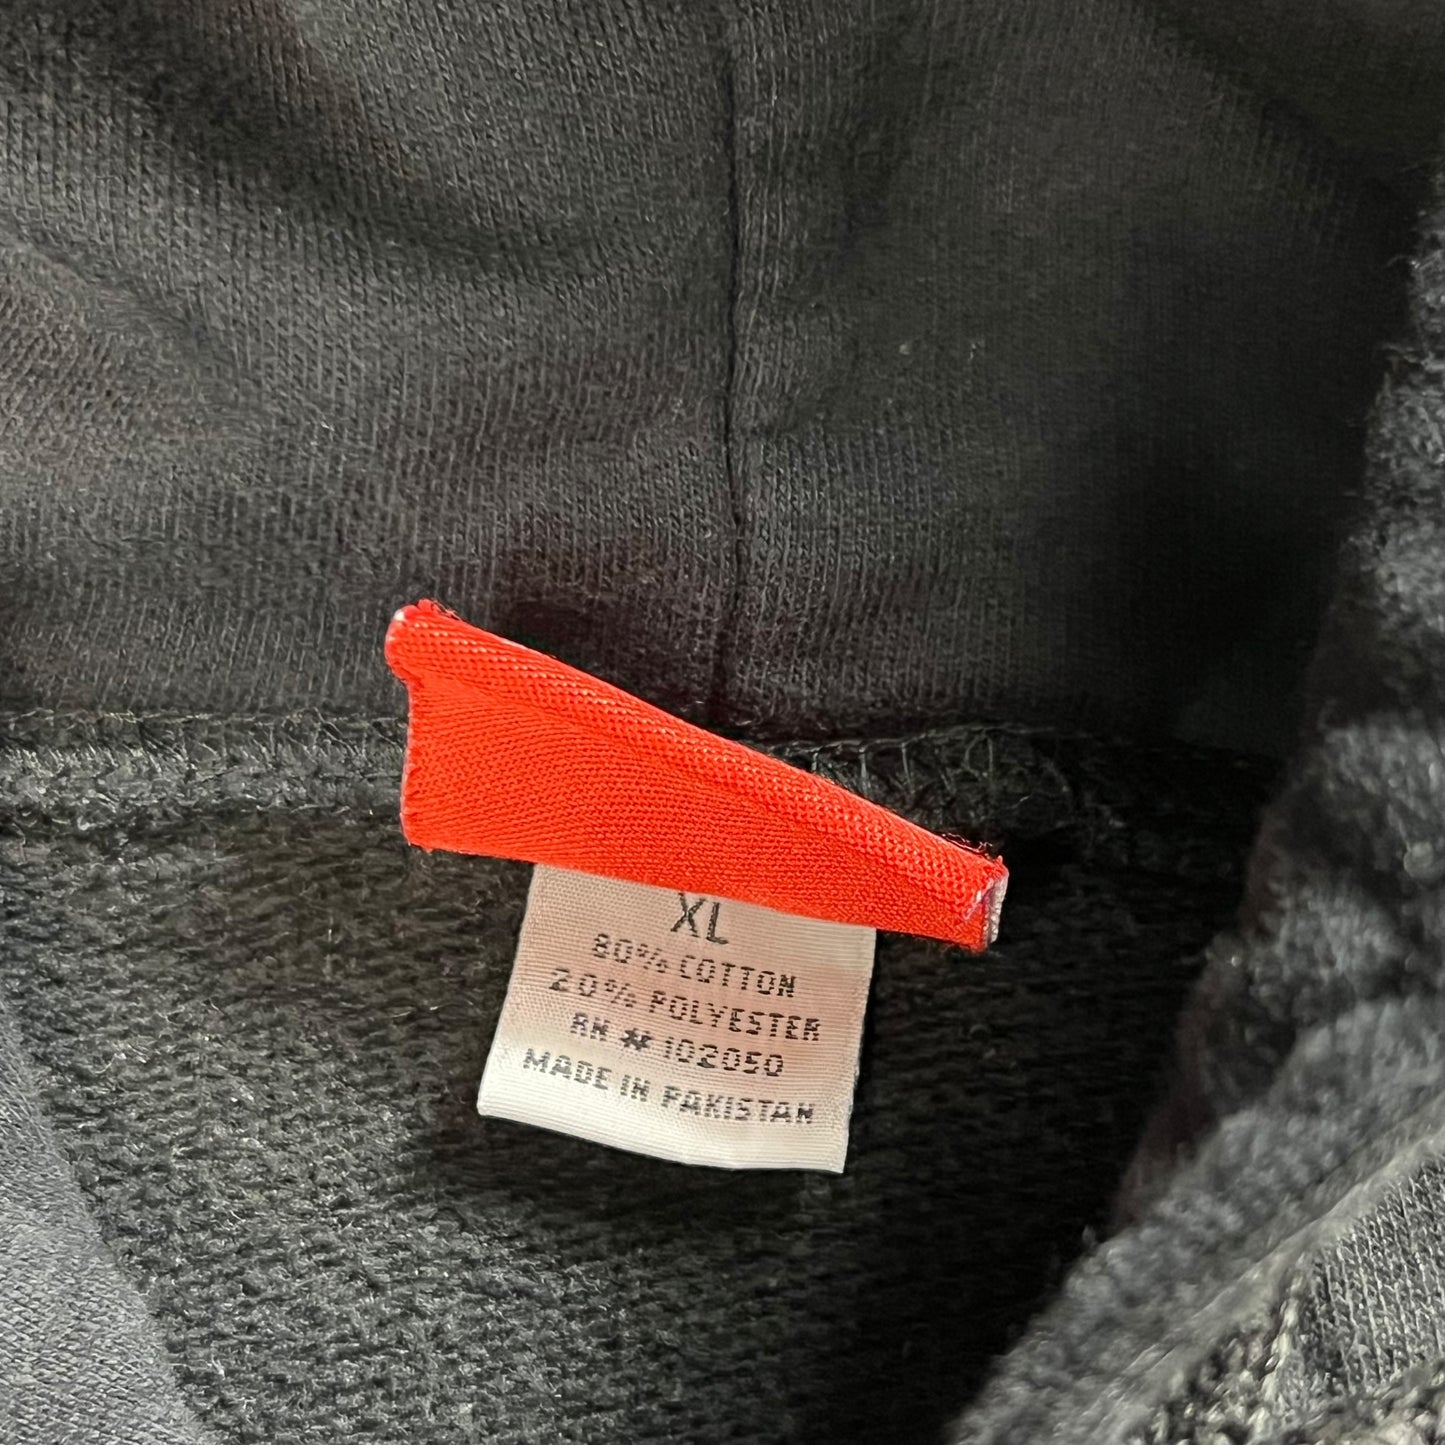 XL
80% COTTON
20% POLYESTER
RN # 102050
MADE IN PAKISTAN